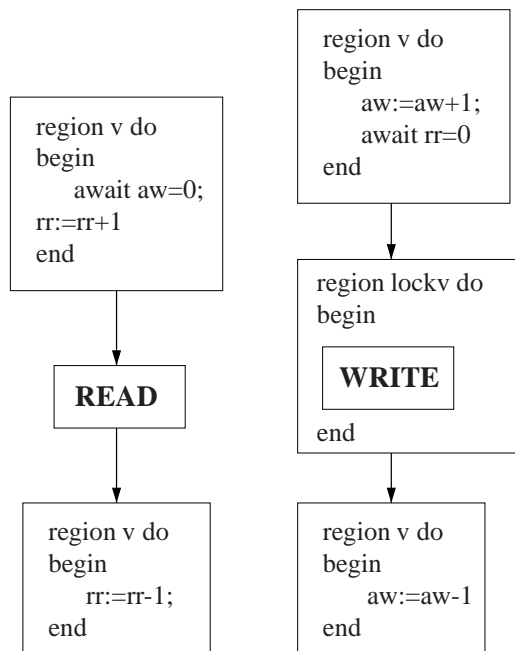 region v do
begin
await aw=0;
rr:=rr+1
end
READ
region v do
begin
rr:=rr-1;
end
region v do
begin
aw:=aw+1;
await rr=0
end
region lockv do
begin
WRITE
end
region v do
begin
aw:=aw-1
end